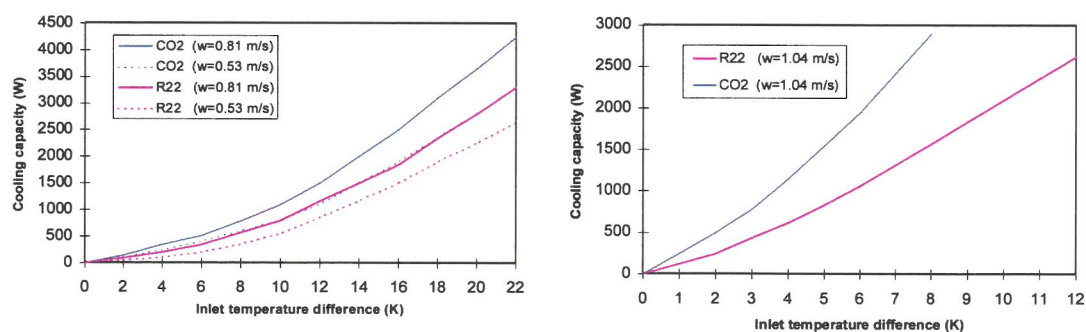 4500
4000
3500
3000
2500
2000
1500
1000
500
0
Cooling capacity (W)
CO2 (w=0.81 m/s)
CO2 (w=0.53 m/s)
R22 (w=0.81 m/s)
R22 (w=0.53 m/s)
0 2 4 6 8 10 12 14 16 18 20 22
Inlet temperature difference (K)
3000
2500
2000
1500
1000
500
0
Cooling capacity (W)
R22 (w=1.04 m/s)
CO2 (w=1.04 m/s)
0 1 2 3 4 5 6 7 8 9 10 11 12
Inlet temperature difference (K)